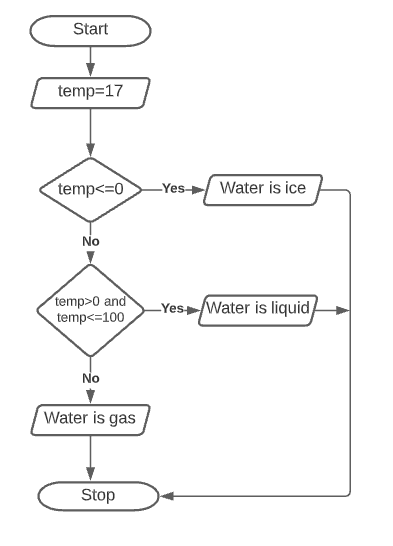 Start
temp=17
temp<=0
Yes
Water is ice
No
temp>0 and
temp<=100
Yes
Water is liquid
No
Water is gas
Stop